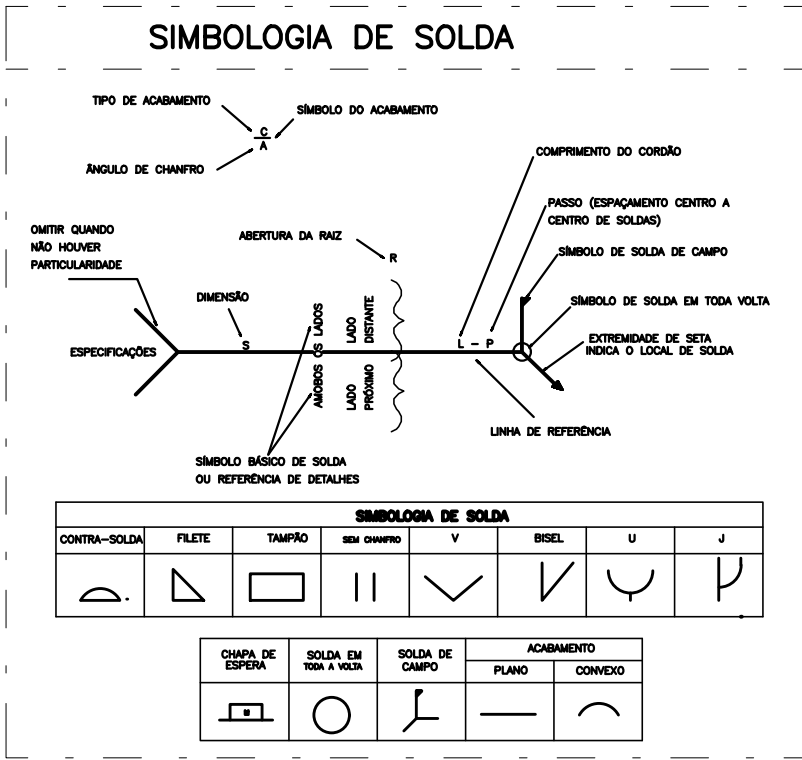 SIMBOLOGIA DE SOLDA
TIPO DE ACABAMENTO
SÍMBOLO DO ACABAMENTO
C
A
ÂNGULO DE CHANFRO
COMPRIMENTO DO CORDÃO
PASSO (ESPAÇAMENTO CENTRO A
CENTRO DE SOLDAS)
OMITIR QUANDO
NÃO HOUVER
PARTICULARIDADE
ABERTURA DA RAIZ
R
SÍMBOLO DE SOLDA DE CAMPO
DIMENSÃO
SÍMBOLO DE SOLDA EM TODA VOLTA
ESPECIFICAÇÕES
S
AMOBOS OS LADOS
LADO
DISTANTE
LADO
PRÓXIMO
L - P
EXTREMIDADE DE SETA
INDICA O LOCAL DE SOLDA
LINHA DE REFERÊNCIA
SÍMBOLO BÁSICO DE SOLDA
OU REFERÊNCIA DE DETALHES
SIMBOLOGIA DE SOLDA
CONTRA-SOLDA FILETE TAMPÃO SEM CHANFRO V BISEL U J
CHAPA DE
ESPERA
SOLDA EM
TODA A VOLTA
SOLDA DE
CAMPO
ACABAMENTO
PLANO CONVEXO
M